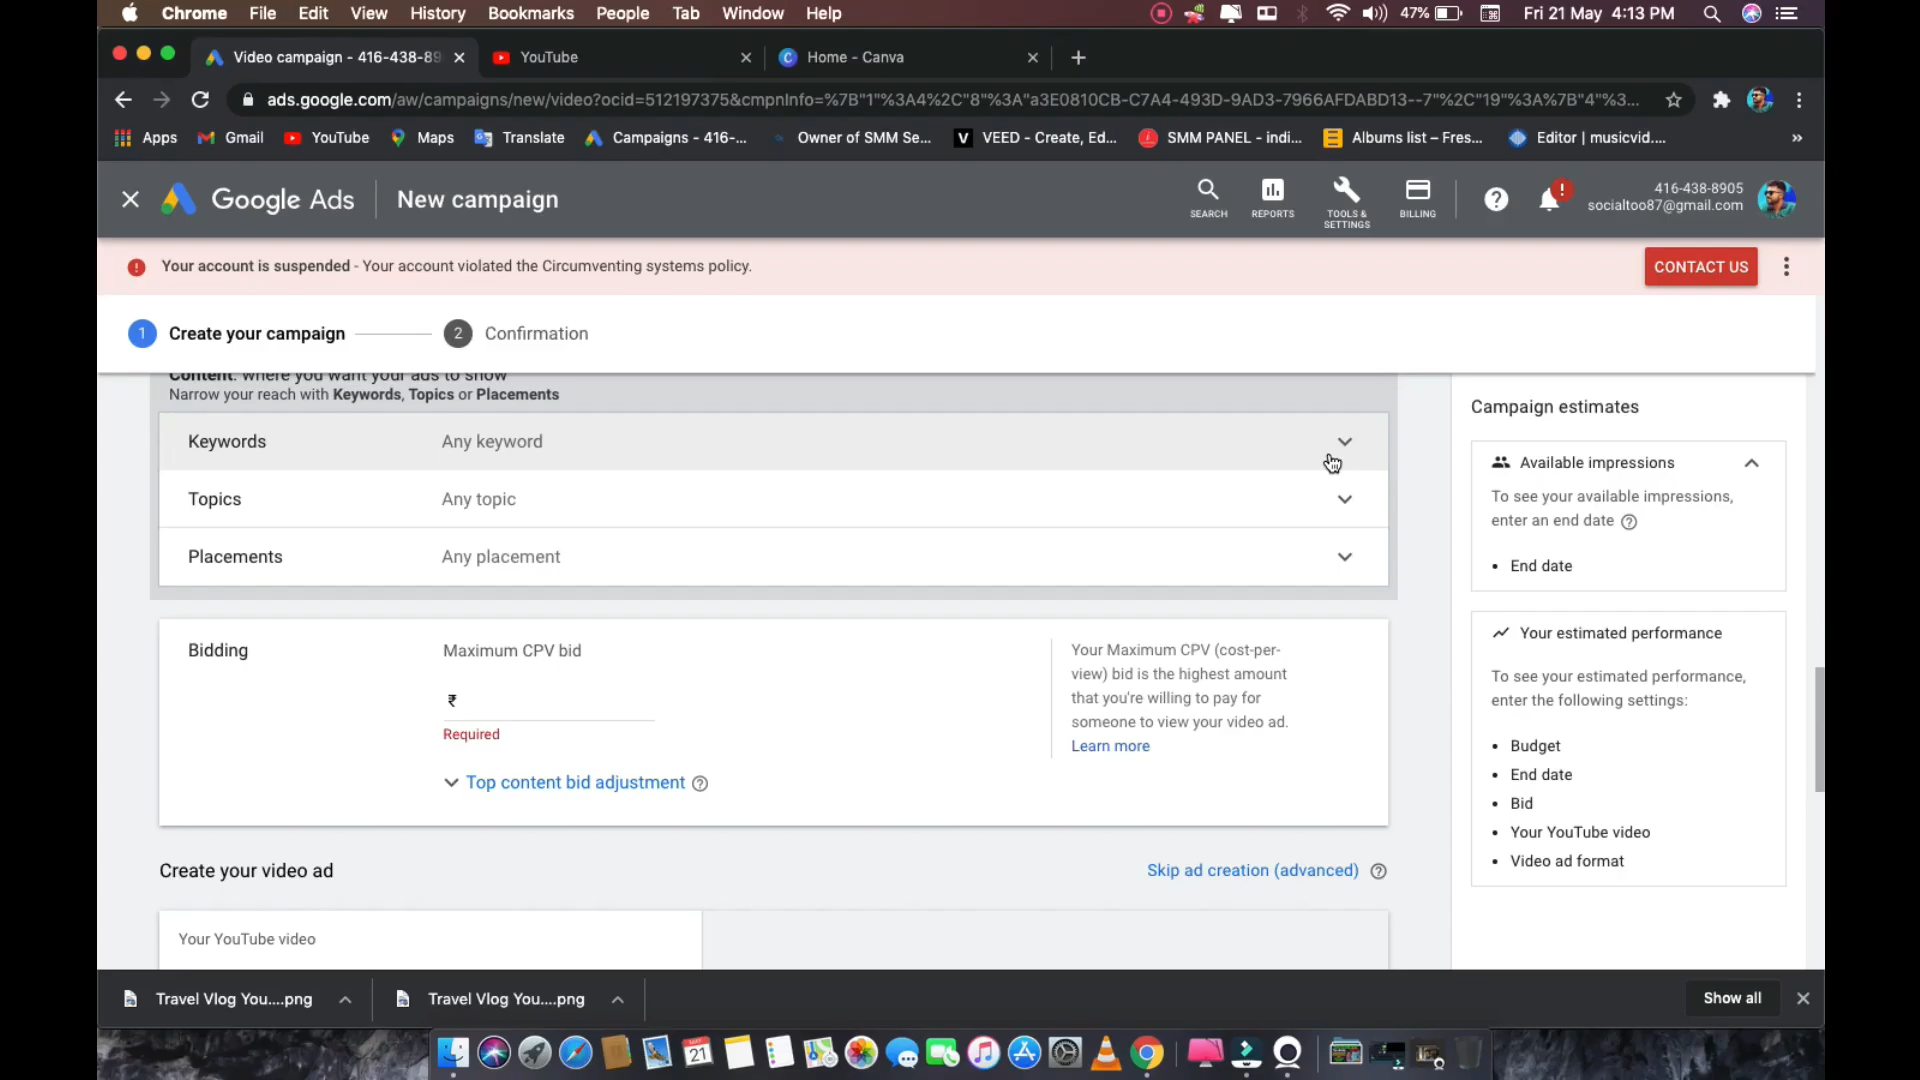 Chrome File Edit View History Bookmarks People Tab Window Help 47% Fri 21 May 4:13 PM
Video campaign - 416-438-89 YouTube Home - Canva
ads.google.com/aw/campaigns/new/video?ocid=512197375&cmpnInfo=%7B"1"%3A4%2C"8"%3A"a3E0810CB-C7A4-493D-9AD3-7966AFDABD13--7"%2C"19"%3A%7B"4"%3...
Apps Gmail YouTube Maps Translate Campaigns - 416-... Owner of SMM Se... VEED - Create, Ed... SMM PANEL - indi... Albums list – Fres... Editor | musicvid.... »
Google Ads New campaign
SEARCH REPORTS TOOLS & SETTINGS BILLING
416-438-8905
socialtoo87@gmail.com
Your account is suspended - Your account violated the Circumventing systems policy.
CONTACT US
1 Create your campaign 2 Confirmation
Content: where you want your ads to show
Narrow your reach with Keywords, Topics or Placements
Keywords Any keyword
Topics Any topic
Placements Any placement
Bidding Maximum CPV bid
₹
Required
Top content bid adjustment
Your Maximum CPV (cost-per-
view) bid is the highest amount
that you're willing to pay for
someone to view your video ad.
Learn more
Create your video ad Skip ad creation (advanced)
Your YouTube video
Campaign estimates
Available impressions
To see your available impressions,
enter an end date
• End date
Your estimated performance
To see your estimated performance,
enter the following settings:
• Budget
• End date
• Bid
• Your YouTube video
• Video ad format
Travel Vlog You....png Travel Vlog You....png Show all
MAY
21